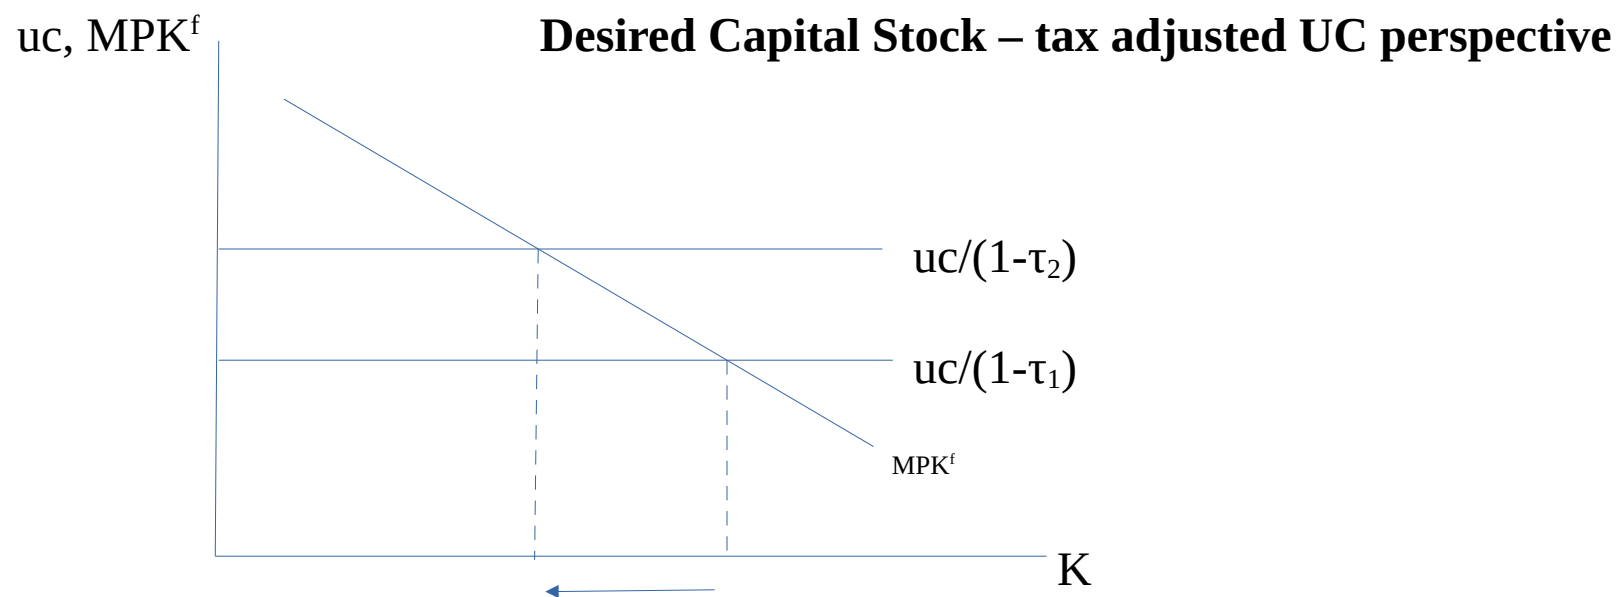 uc, MPKᶠ
Desired Capital Stock – tax adjusted UC perspective
uc/(1-τ₂)
uc/(1-τ₁)
MPKᶠ
K